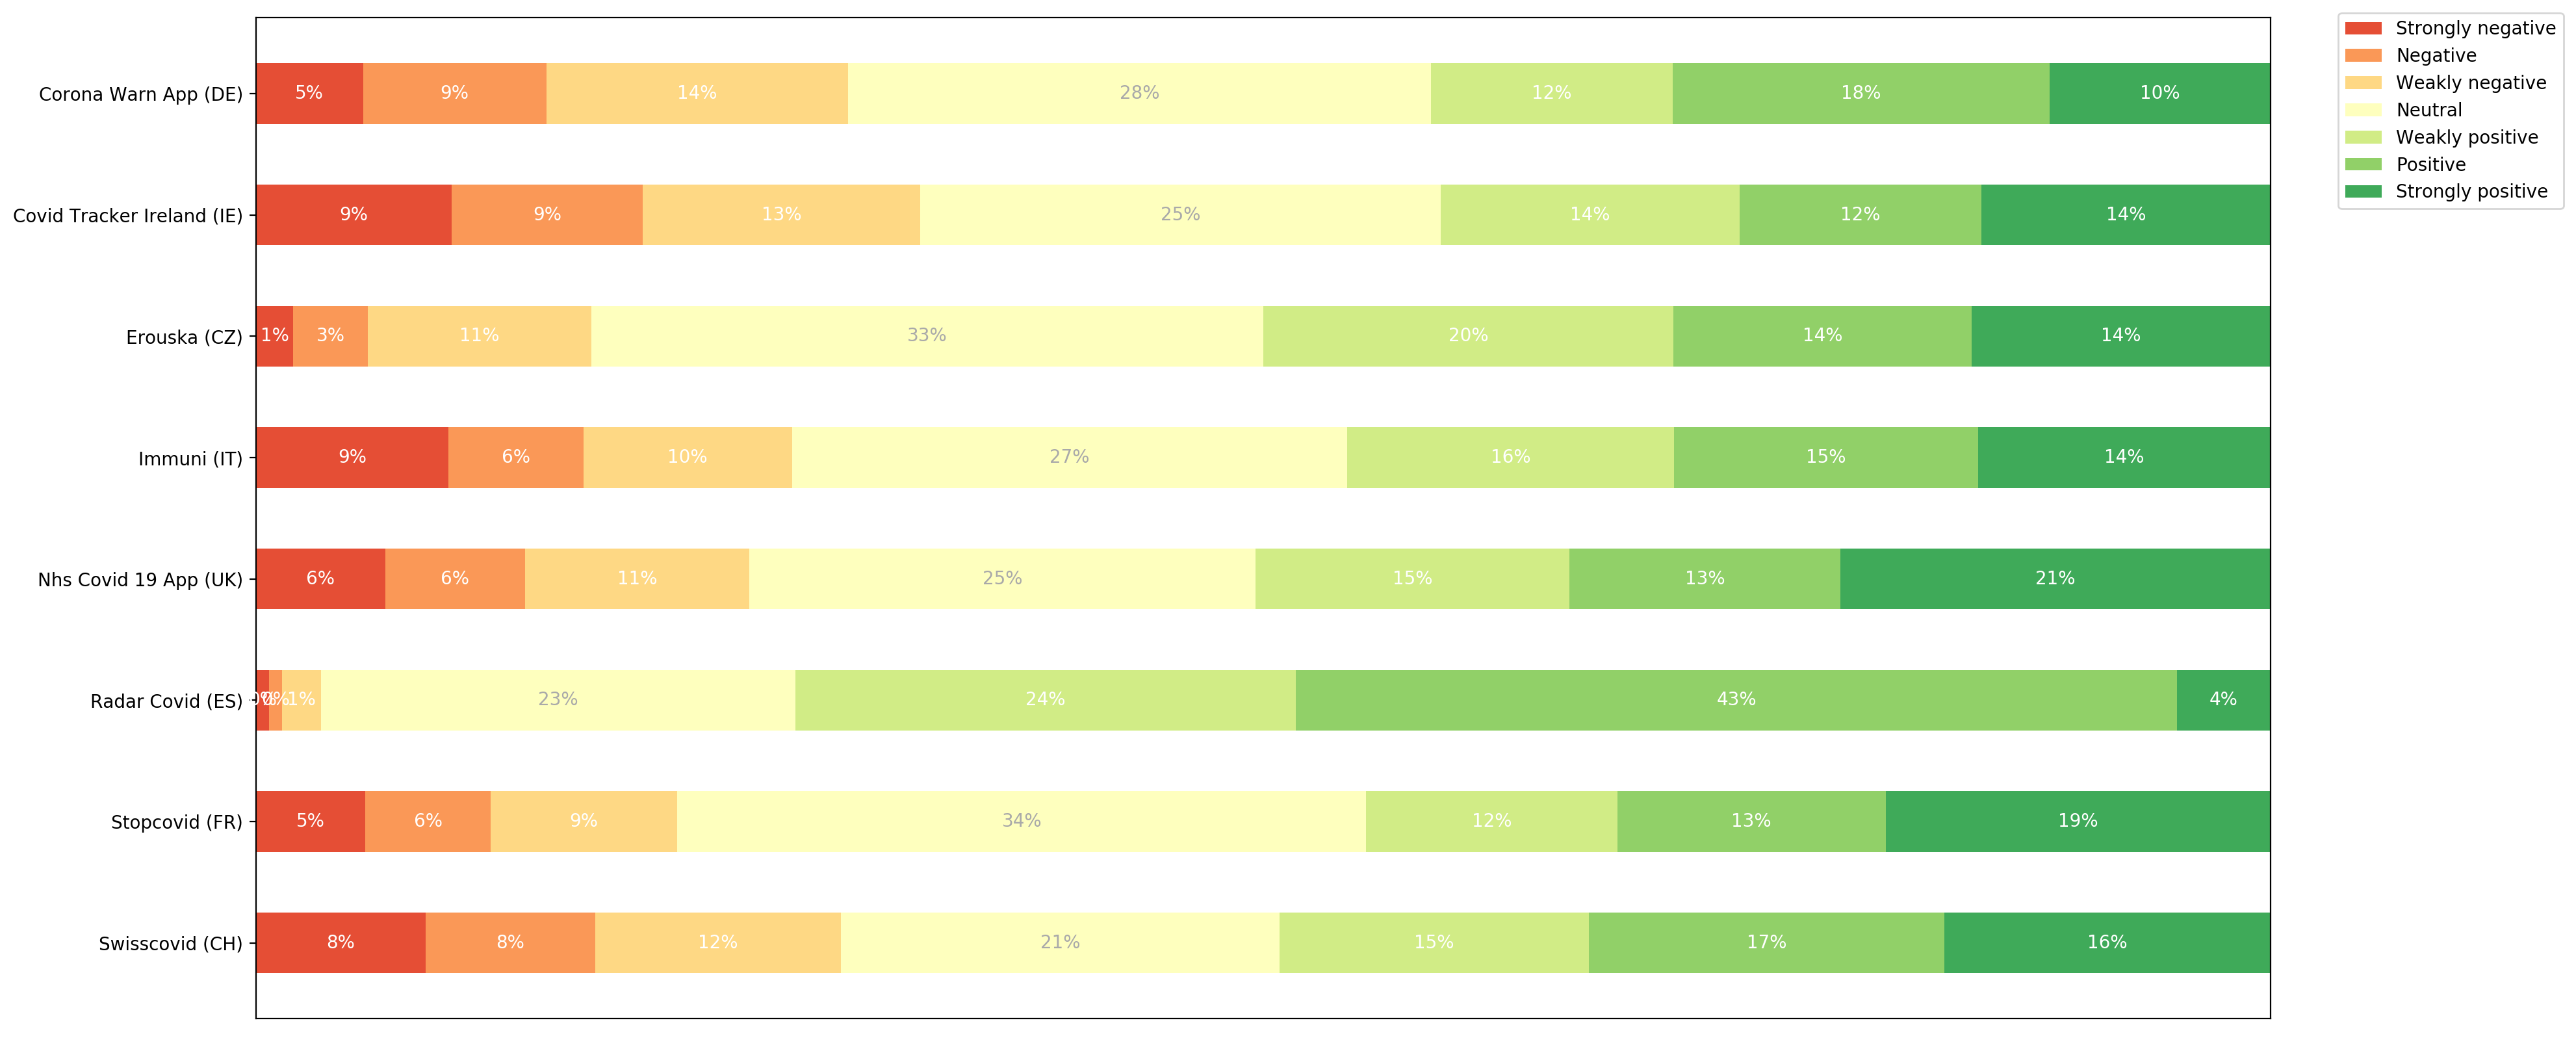 Strongly negative
Negative
Weakly negative
Neutral
Weakly positive
Positive
Strongly positive
Corona Warn App (DE) 5% 9% 14% 28% 12% 18% 10%
Covid Tracker Ireland (IE) 9% 9% 13% 25% 14% 12% 14%
Erouska (CZ) 1% 3% 11% 33% 20% 14% 14%
Immuni (IT) 9% 6% 10% 27% 16% 15% 14%
Nhs Covid 19 App (UK) 6% 6% 11% 25% 15% 13% 21%
Radar Covid (ES) 0% 0% 1% 23% 24% 43% 4%
Stopcovid (FR) 5% 6% 9% 34% 12% 13% 19%
Swisscovid (CH) 8% 8% 12% 21% 15% 17% 16%